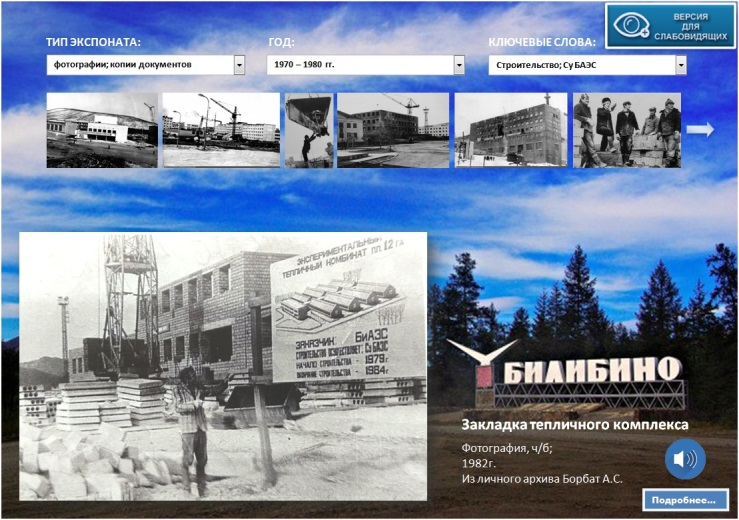 ВЕРСИЯ
ДЛЯ
СЛАБОВИДЯЩИХ
ТИП ЭКСПОНАТА:
ГОД:
КЛЮЧЕВЫЕ СЛОВА:
фотографии; копии документов
1970 – 1980 гг.
Строительство; Су БАЭС
ЭКСПЕРИМЕНТАЛЬНЫЙ
ТЕПЛИЧНЫЙ КОМБИНАТ ПЛ. 1,2 га
ЗАКАЗЧИК: БиАЭС
СТРОИТЕЛЬСТВО ОСУЩЕСТВЛЯЕТ: Су БАЭС
НАЧАЛО СТРОИТЕЛЬСТВА - 1979г.
ОКОНЧАНИЕ СТРОИТЕЛЬСТВА - 1984г.
БИЛИБИНО
Закладка тепличного комплекса
Фотография, ч/б;
1982г.
Из личного архива Борбат А.С.
Подробнее...